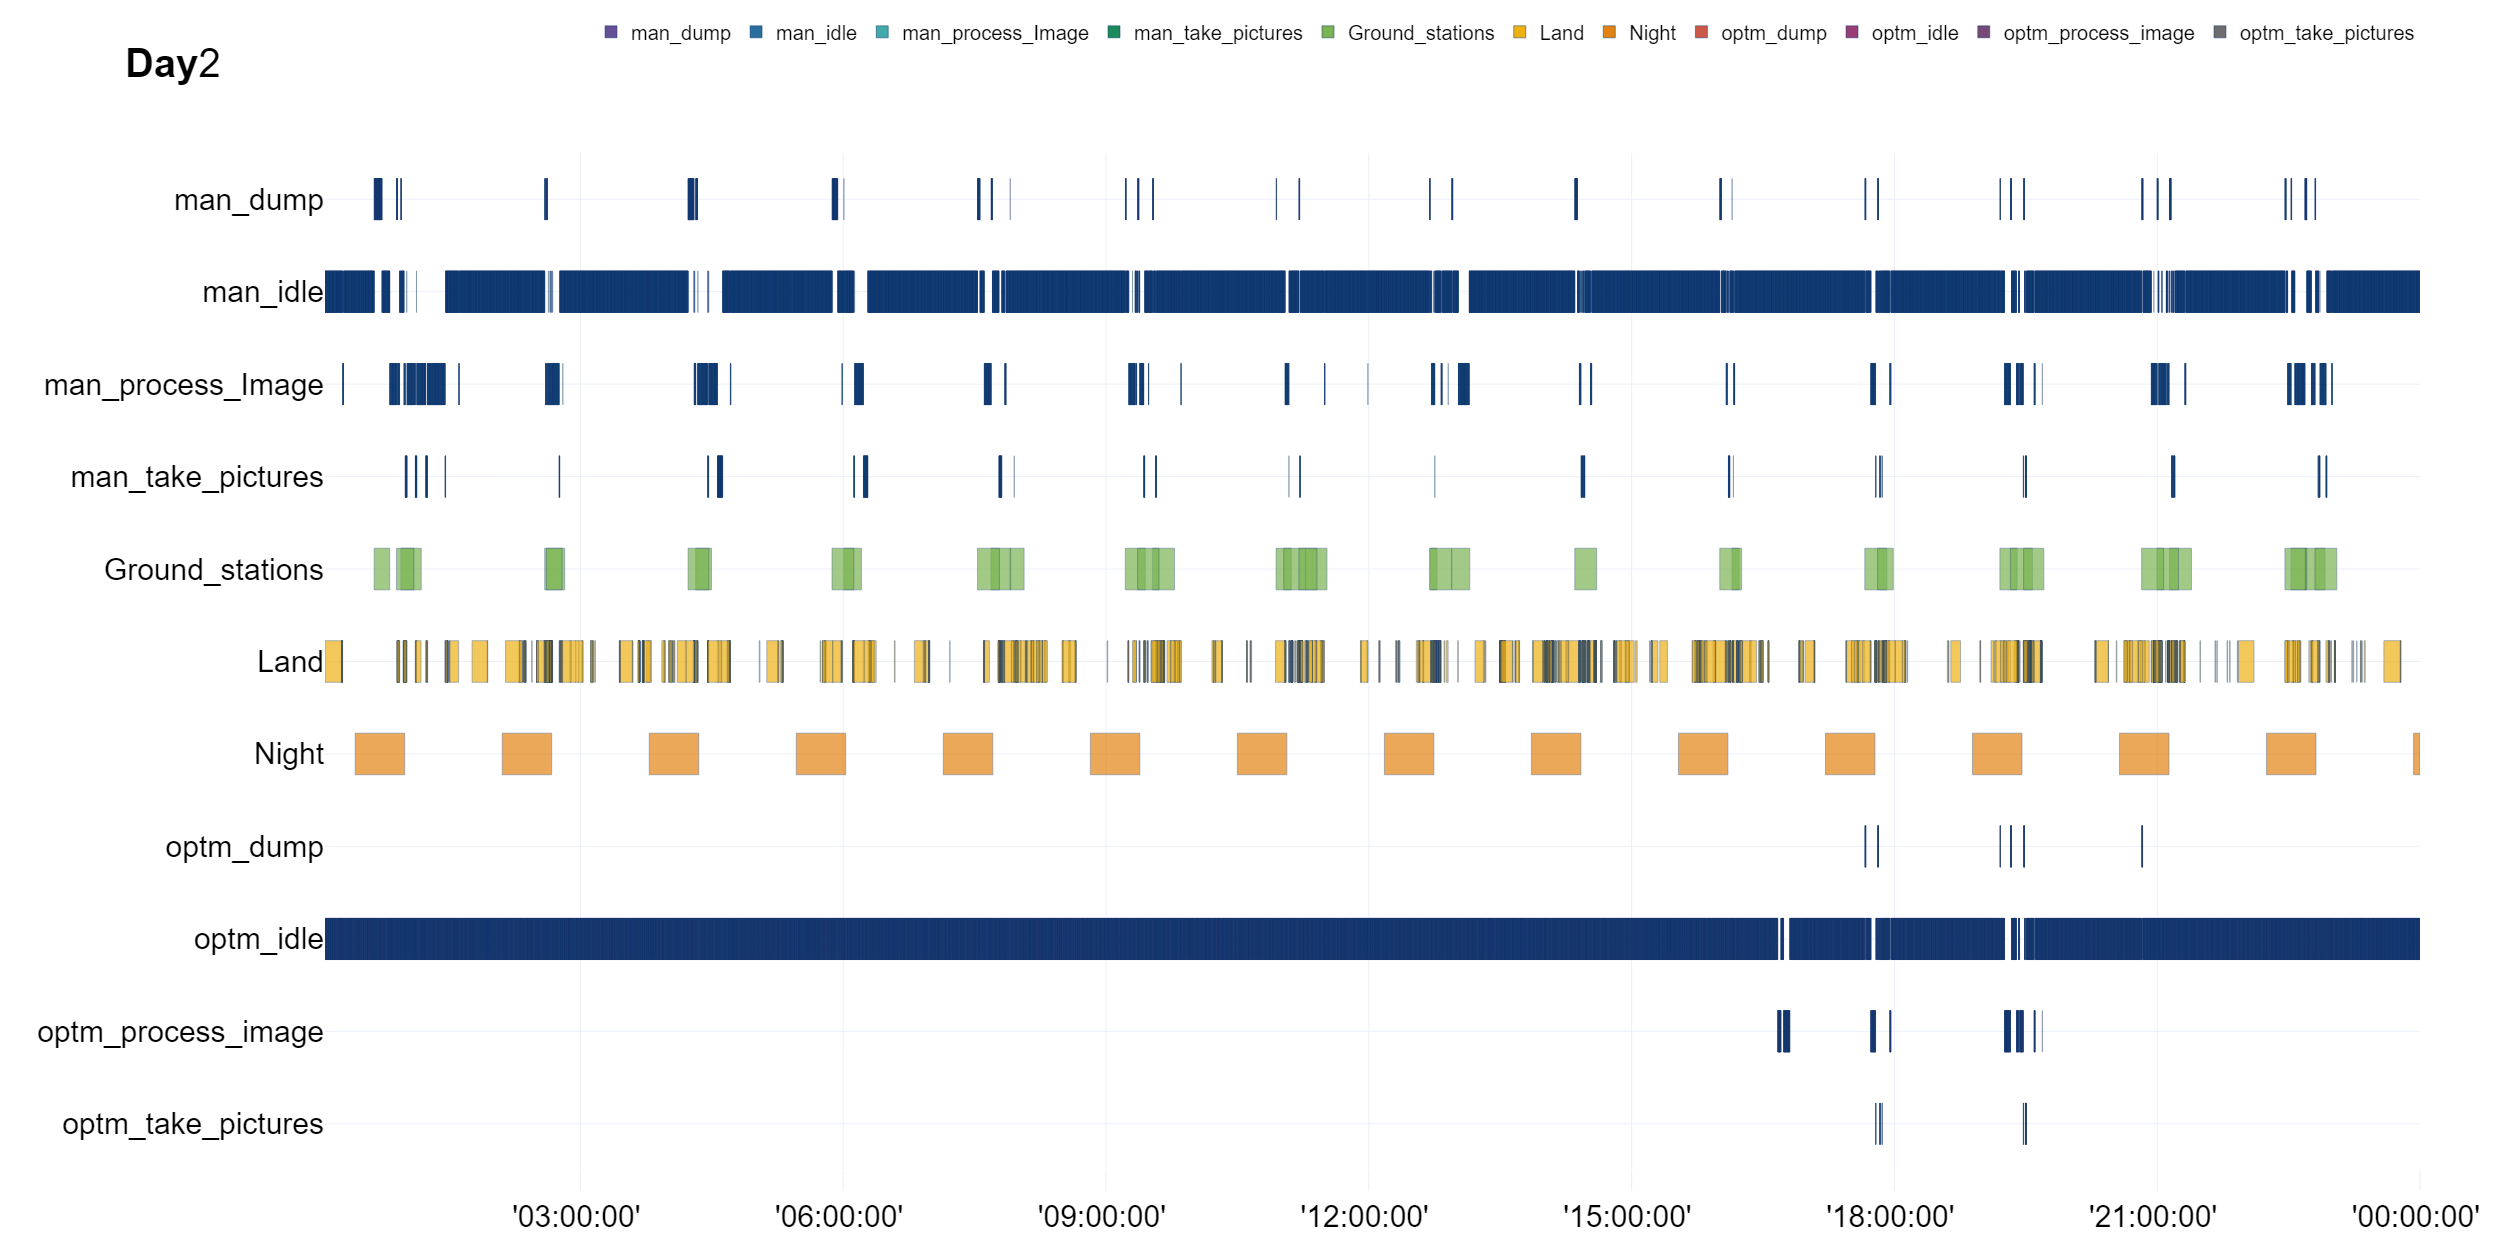 man_dump man_idle man_process_Image man_take_pictures Ground_stations Land Night optm_dump optm_idle optm_process_image optm_take_pictures
Day2
man_dump
man_idle
man_process_Image
man_take_pictures
Ground_stations
Land
Night
optm_dump
optm_idle
optm_process_image
optm_take_pictures
'03:00:00' '06:00:00' '09:00:00' '12:00:00' '15:00:00' '18:00:00' '21:00:00' '00:00:00'